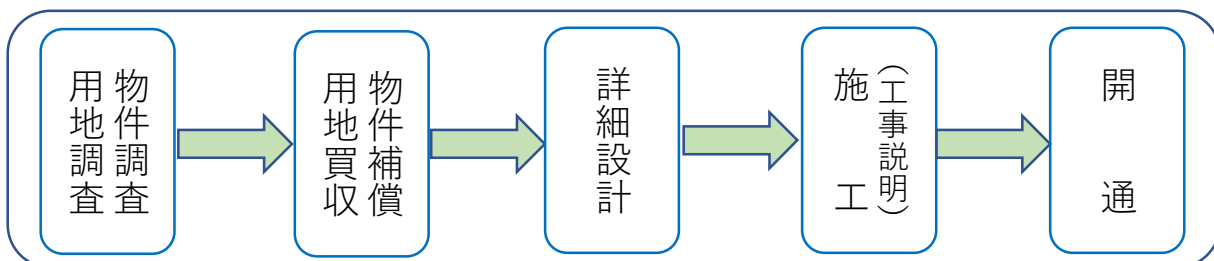 物件調査
用地調査
物件補償
用地買収
詳細設計
(工事説明)
施工
開通